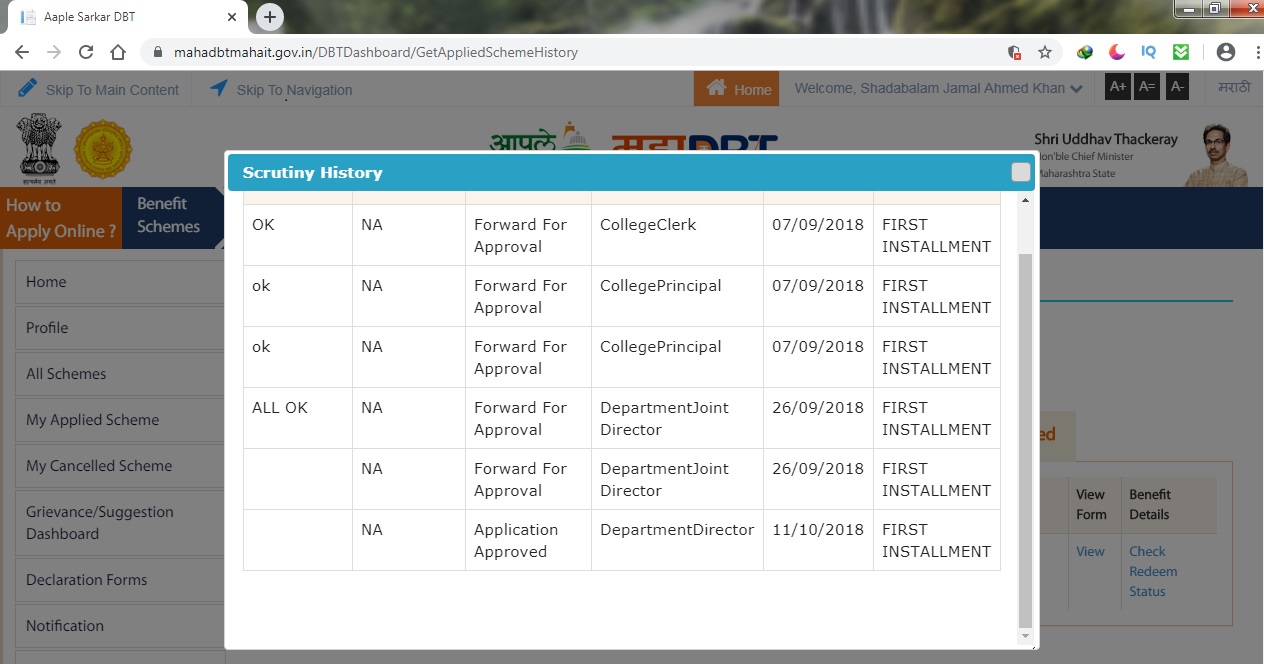 Aaple Sarkar DBT
mahadbtmahait.gov.in/DBTDashboard/GetAppliedSchemeHistory
IQ
Skip To Main Content
Skip To Navigation
Home
Welcome, Shadabalam Jamal Ahmed Khan
A+ A= A-
मराठी
सत्यमेव जयते
आपले
महाDBT
Shri Uddhav Thackeray
Hon'ble Chief Minister
Maharashtra State
How to
Apply Online ?
Benefit
Schemes
Home
Profile
All Schemes
My Applied Scheme
My Cancelled Scheme
Grievance/Suggestion
Dashboard
Declaration Forms
Notification
Scrutiny History
OK NA Forward For Approval CollegeClerk 07/09/2018 FIRST INSTALLMENT
ok NA Forward For Approval CollegePrincipal 07/09/2018 FIRST INSTALLMENT
ok NA Forward For Approval CollegePrincipal 07/09/2018 FIRST INSTALLMENT
ALL OK NA Forward For Approval DepartmentJoint Director 26/09/2018 FIRST INSTALLMENT
NA Forward For Approval DepartmentJoint Director 26/09/2018 FIRST INSTALLMENT
NA Application Approved DepartmentDirector 11/10/2018 FIRST INSTALLMENT
ed
View
Form
Benefit
Details
View
Check
Redeem
Status